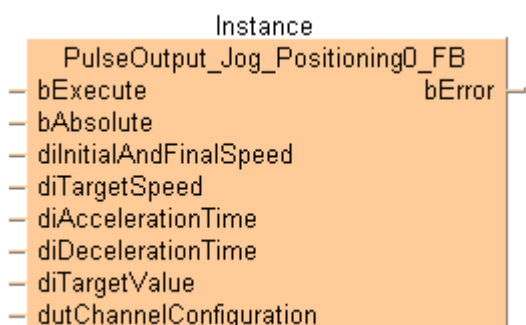 Instance
PulseOutput_Jog_Positioning0_FB
bExecute bError
bAbsolute
diInitialAndFinalSpeed
diTargetSpeed
diAccelerationTime
diDecelerationTime
diTargetValue
dutChannelConfiguration